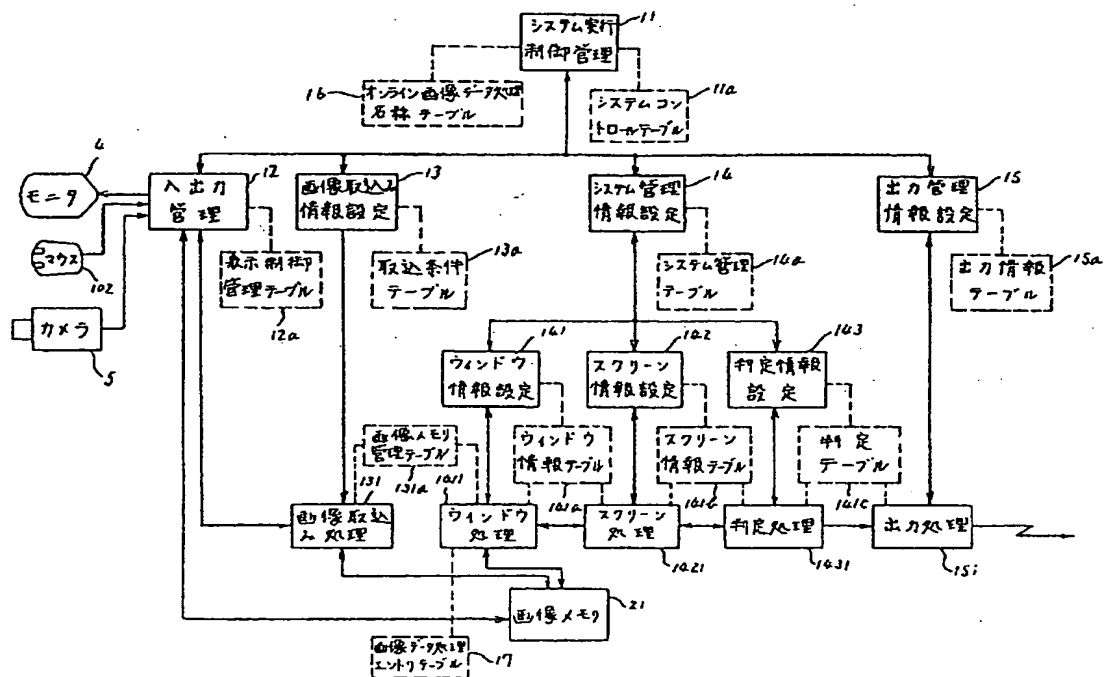 11
システム実行
制御管理
16
オンライン画像データ処理
名称テーブル
システムコン
トロールテーブル
11a
4
モニタ
マウス
102
カメラ
5
入出力
管理
12
表示制御
管理テーブル
12a
画像取込み
情報設定
13
取込条件
テーブル
13a
システム管理
情報設定
14
システム管理
テーブル
14a
出力管理
情報設定
15
出力情報
テーブル
15a
141
ウィンドウ
情報設定
142
スクリーン
情報設定
143
判定情報
設定
画像メモリ
管理テーブル
131a
ウィンドウ
情報テーブル
141a
スクリーン
情報テーブル
141b
判定
テーブル
141c
131
画像取込
み処理
1411
ウィンドウ
処理
スクリーン
処理
1421
判定処理
1431
出力処理
151
画像メモリ
21
画像データ処理
エントリテーブル
17